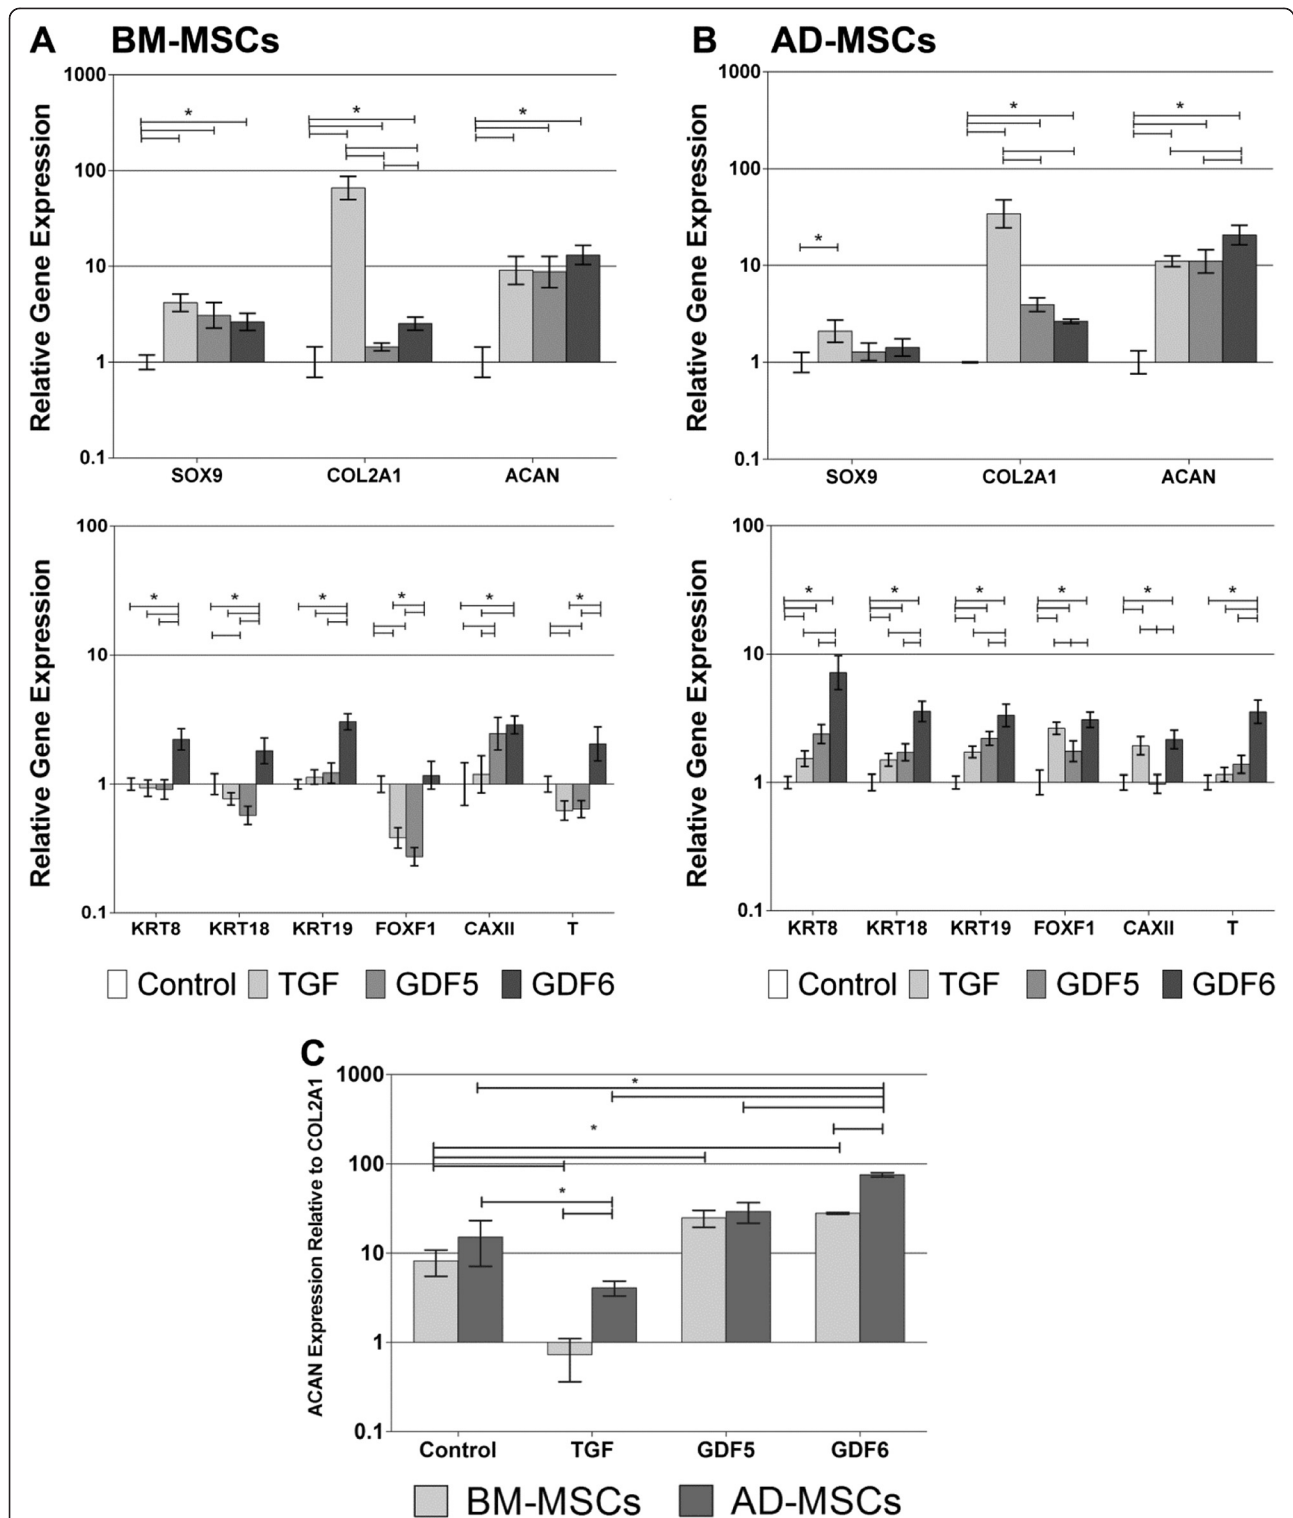 A BM-MSCs
1000
*
*
*
100
Relative Gene Expression
10
1
0.1
SOX9 COL2A1 ACAN
100
* * * * * *
Relative Gene Expression
10
1
0.1
KRT8 KRT18 KRT19 FOXF1 CAXII T
Control TGF GDF5 GDF6
B AD-MSCs
1000
* *
100
Relative Gene Expression
*
10
1
0.1
SOX9 COL2A1 ACAN
100
* * * * * *
Relative Gene Expression
10
1
0.1
KRT8 KRT18 KRT19 FOXF1 CAXII T
Control TGF GDF5 GDF6
C
ACAN Expression Relative to COL2A1
1000
*
*
100
*
10
1
0.1
Control TGF GDF5 GDF6
BM-MSCs AD-MSCs